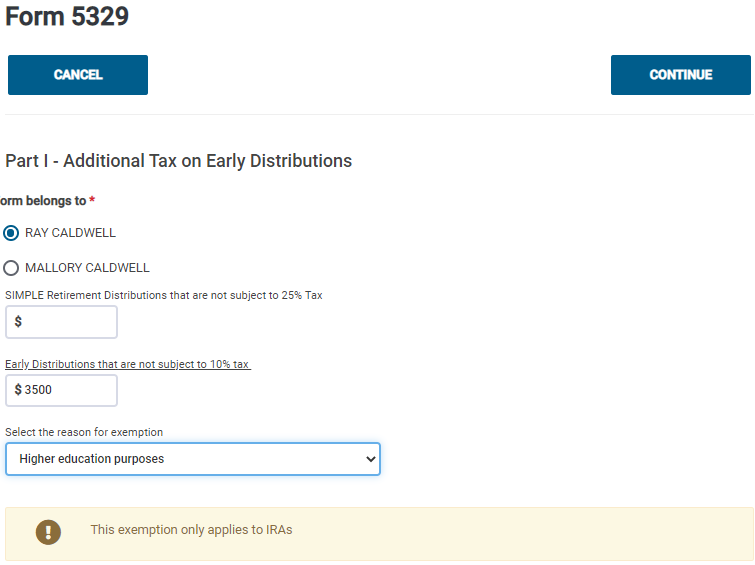 Form 5329
CANCEL
CONTINUE
Part I - Additional Tax on Early Distributions
orm belongs to *
RAY CALDWELL
MALLORY CALDWELL
SIMPLE Retirement Distributions that are not subject to 25% Tax
$
Early Distributions that are not subject to 10% tax
$ 3500
Select the reason for exemption
Higher education purposes
This exemption only applies to IRAs